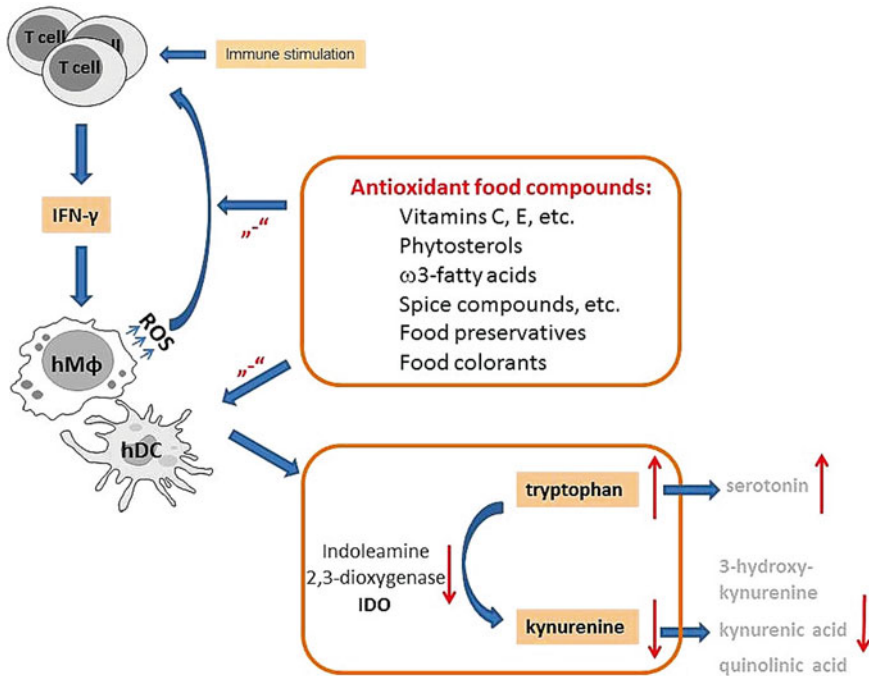 T cell
ell
T cell
Immune stimulation
IFN-γ
ROS
hMф
hDC
„-“
„-“
Antioxidant food compounds:
Vitamins C, E, etc.
Phytosterols
ω3-fatty acids
Spice compounds, etc.
Food preservatives
Food colorants
tryptophan
serotonin
Indoleamine
2,3-dioxygenase
IDO
kynurenine
3-hydroxy-
kynurenine
kynurenic acid
quinolinic acid